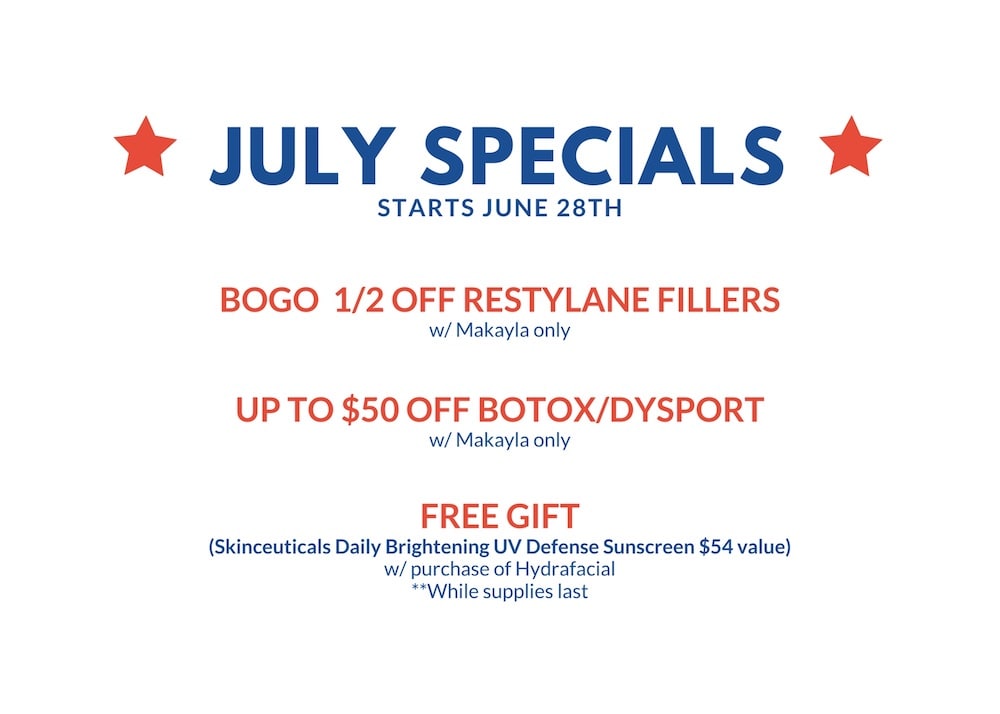 JULY SPECIALS
STARTS JUNE 28TH
BOGO 1/2 OFF RESTYLANE FILLERS
w/ Makayla only
UP TO $50 OFF BOTOX/DYSPORT
w/ Makayla only
FREE GIFT
(Skinceuticals Daily Brightening UV Defense Sunscreen $54 value)
w/ purchase of Hydrafacial
**While supplies last